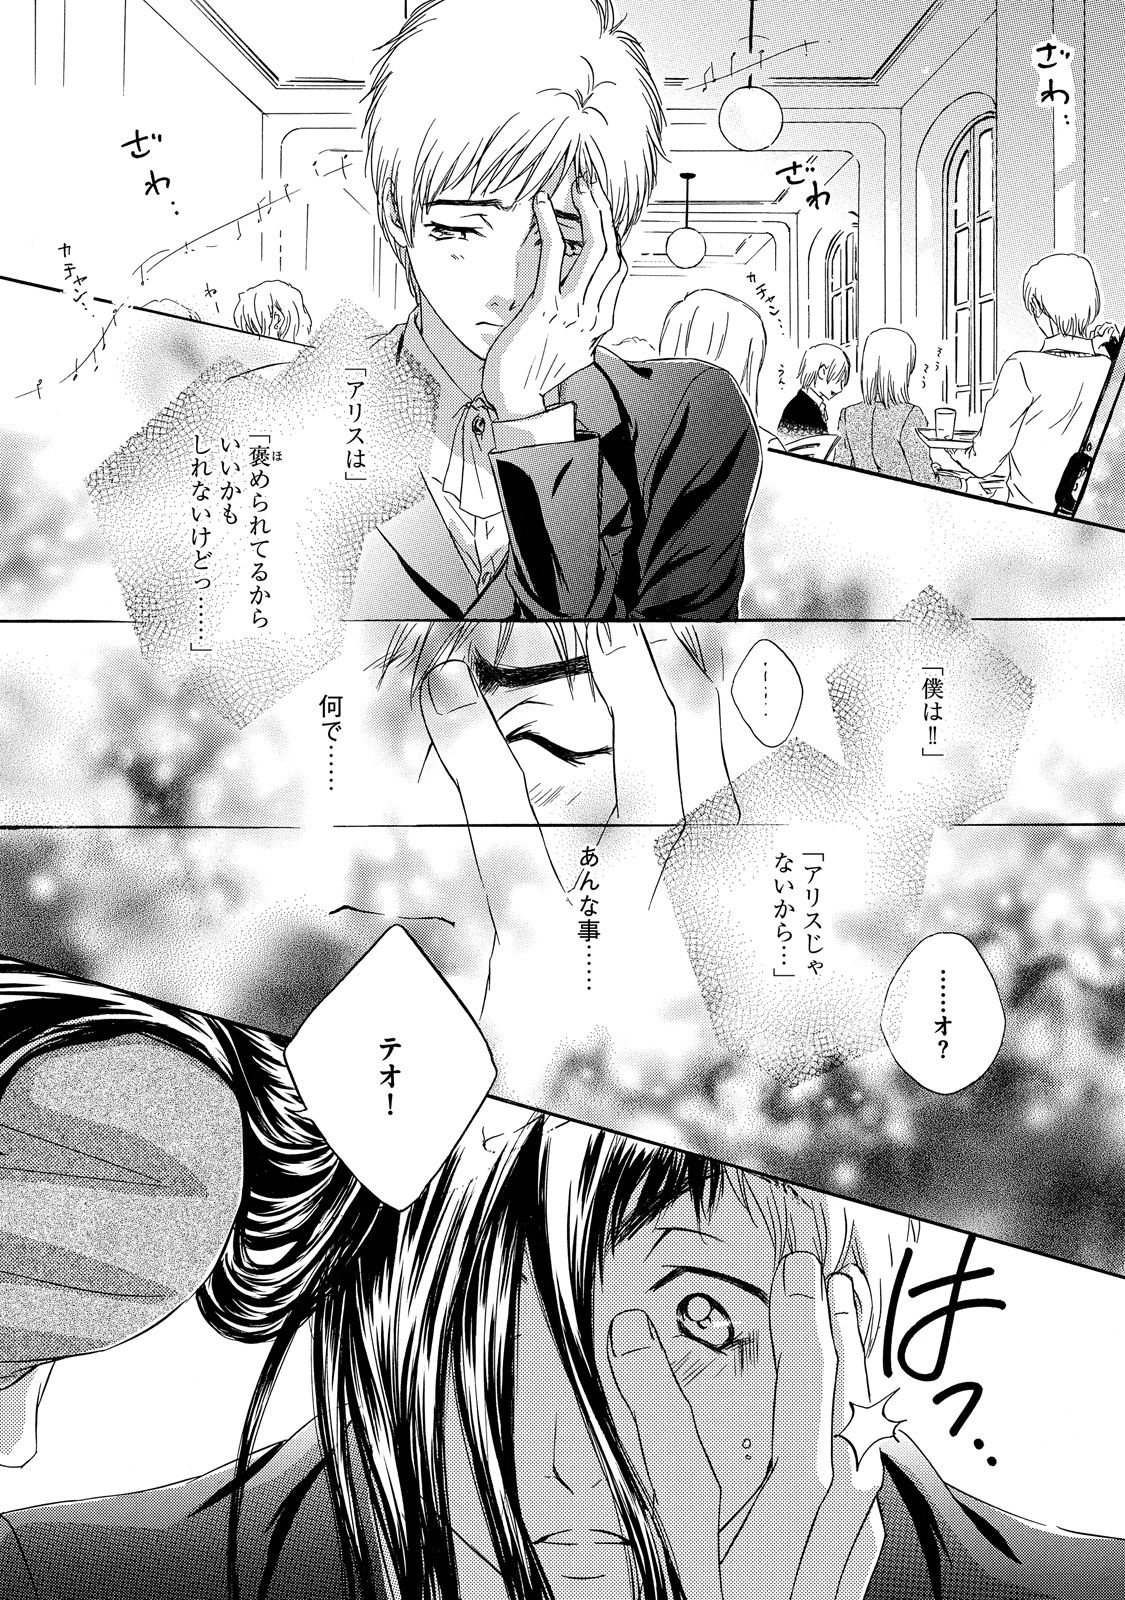 ざわ…
ざわ…
ざわ…
カチャン…
カチャン…
わ
うん
「アリスは」
「褒められてるから
いいかも
しれないけどっ……」
「僕は!!
」
……
何で……
「アリスじゃ
ないから…」
あんな事……
……オ?
テオ!
はっ…